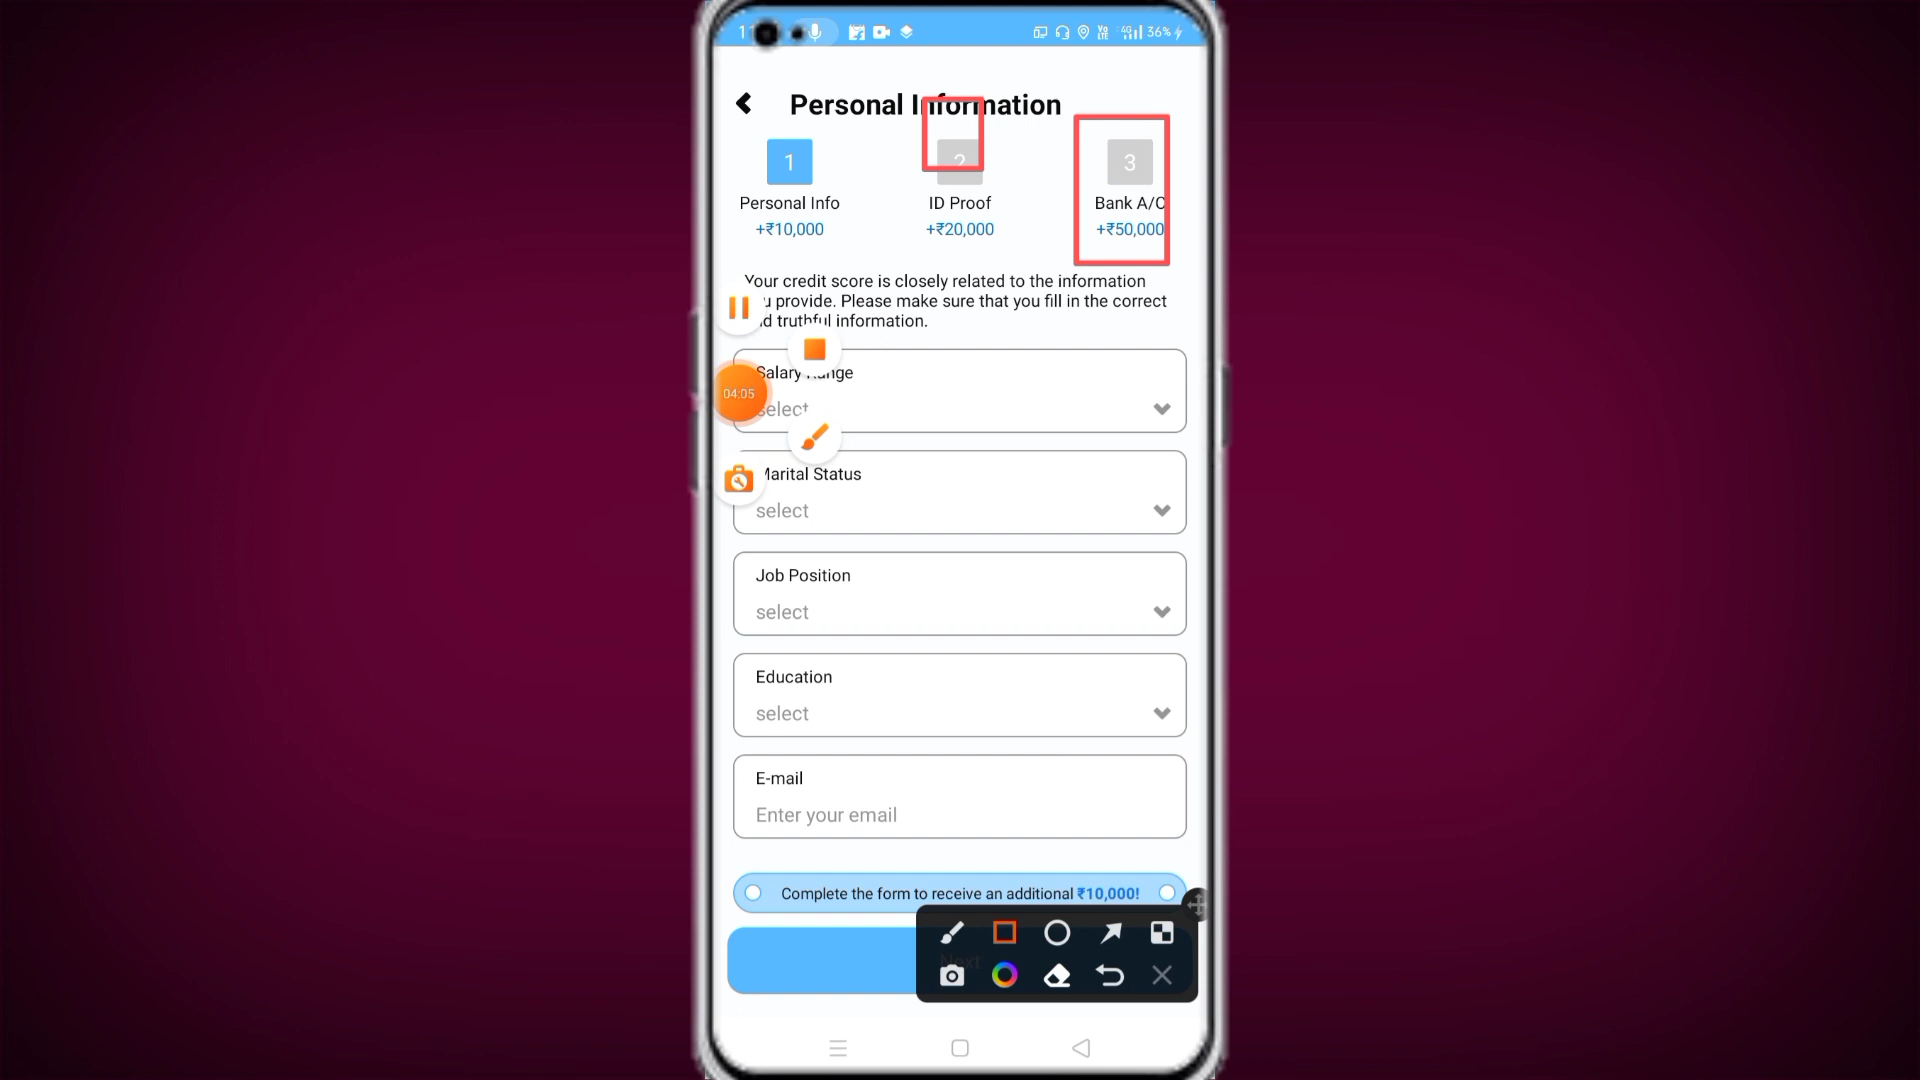 36%
Personal Information
1
2
3
Personal Info
ID Proof
Bank A/C
+₹10,000
+₹20,000
+₹50,000
Your credit score is closely related to the information
provide. Please make sure that you fill in the correct
truthful information.
Salary Range
select
04:05
Marital Status
select
Job Position
select
Education
select
E-mail
Enter your email
Complete the form to receive an additional ₹10,000!